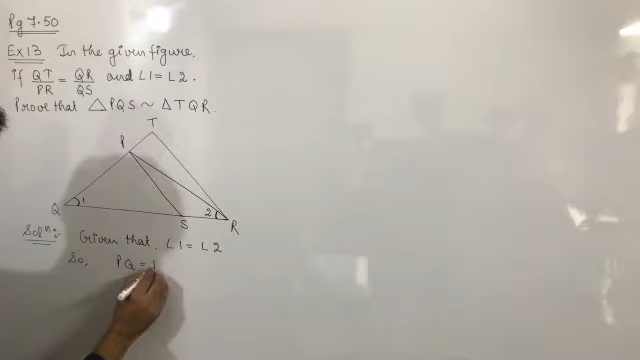 Pg 7.50
Ex 13 In the given figure,
if QT/PR = QR/QS and ∠1 = ∠2.
Prove that △PQS ~ △TQR.
T
P
Q
1
2
S
R
Solⁿ:- Given that, ∠1 = ∠2
So, PQ =